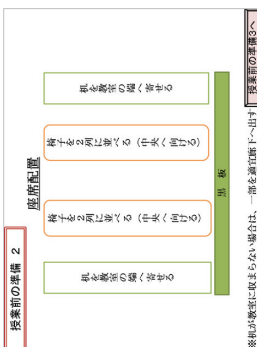 授業前の準備 2
座席配置
机を教室の端へ寄せる
椅子を2列に並べる(中央へ向ける)
椅子を2列に並べる(中央へ向ける)
机を教室の端へ寄せる
黒 板
※机が教室に収まらない場合は、一部を適宜廊下へ出す
授業前の準備3へ